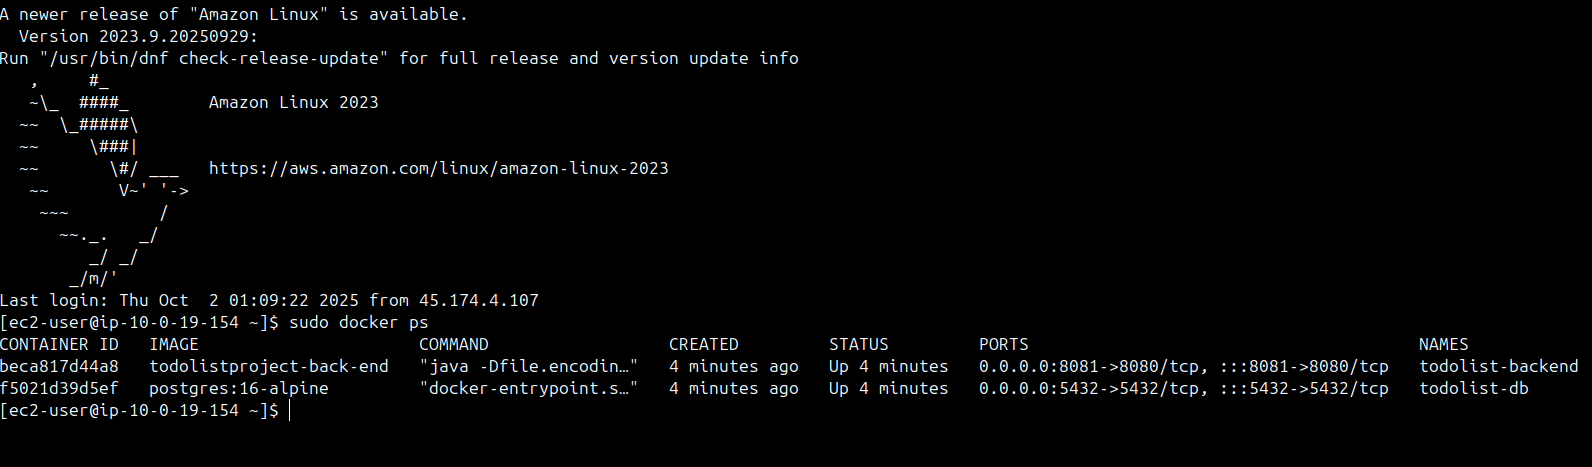 A newer release of "Amazon Linux" is available.
  Version 2023.9.20250929:
Run "/usr/bin/dnf check-release-update" for full release and version update info
   ,     #_
   ~\_  ####_        Amazon Linux 2023
  ~~  \_#####\
  ~~     \###|
  ~~       \#/ ___   https://aws.amazon.com/linux/amazon-linux-2023
   ~~       V~' '->
    ~~~         /
      ~~._.   _/
         _/ _/
       _/m/'
Last login: Thu Oct  2 01:09:22 2025 from 45.174.4.107
[ec2-user@ip-10-0-19-154 ~]$ sudo docker ps
CONTAINER ID   IMAGE                      COMMAND                  CREATED         STATUS         PORTS                                       NAMES
beca817d44a8   todolistproject-back-end   "java -Dfile.encodin…"   4 minutes ago   Up 4 minutes   0.0.0.0:8081->8080/tcp, :::8081->8080/tcp   todolist-backend
f5021d39d5ef   postgres:16-alpine         "docker-entrypoint.s…"   4 minutes ago   Up 4 minutes   0.0.0.0:5432->5432/tcp, :::5432->5432/tcp   todolist-db
[ec2-user@ip-10-0-19-154 ~]$